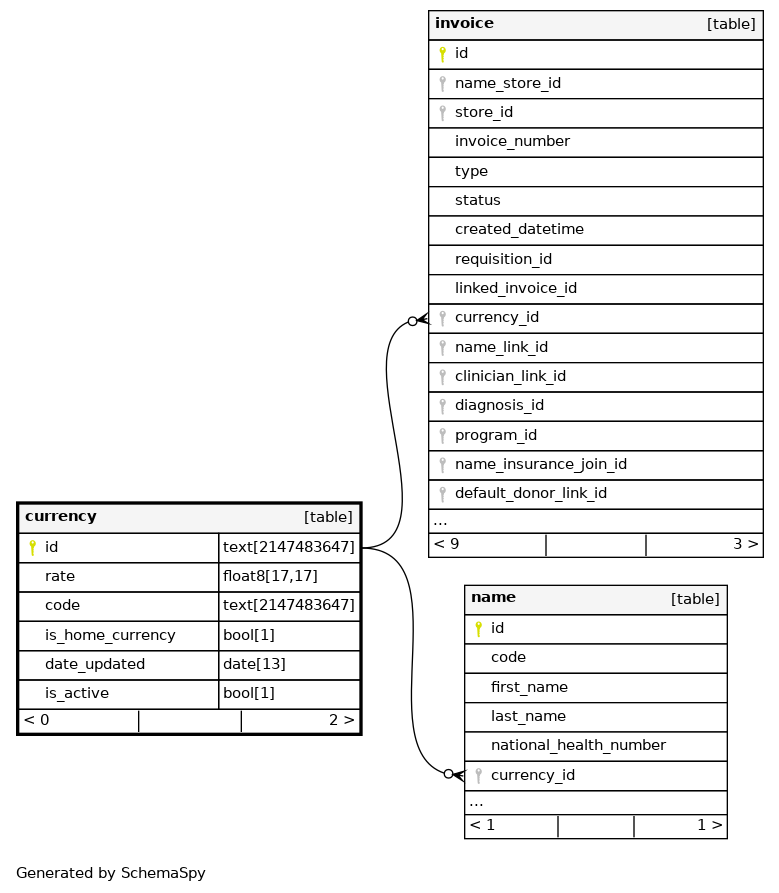 invoice [table]
id
name_store_id
store_id
invoice_number
type
status
created_datetime
requisition_id
linked_invoice_id
currency_id
name_link_id
clinician_link_id
diagnosis_id
program_id
name_insurance_join_id
default_donor_link_id
...
< 9 3 >
currency [table]
id text[2147483647]
rate float8[17,17]
code text[2147483647]
is_home_currency bool[1]
date_updated date[13]
is_active bool[1]
< 0 2 >
name [table]
id
code
first_name
last_name
national_health_number
currency_id
...
< 1 1 >
Generated by SchemaSpy